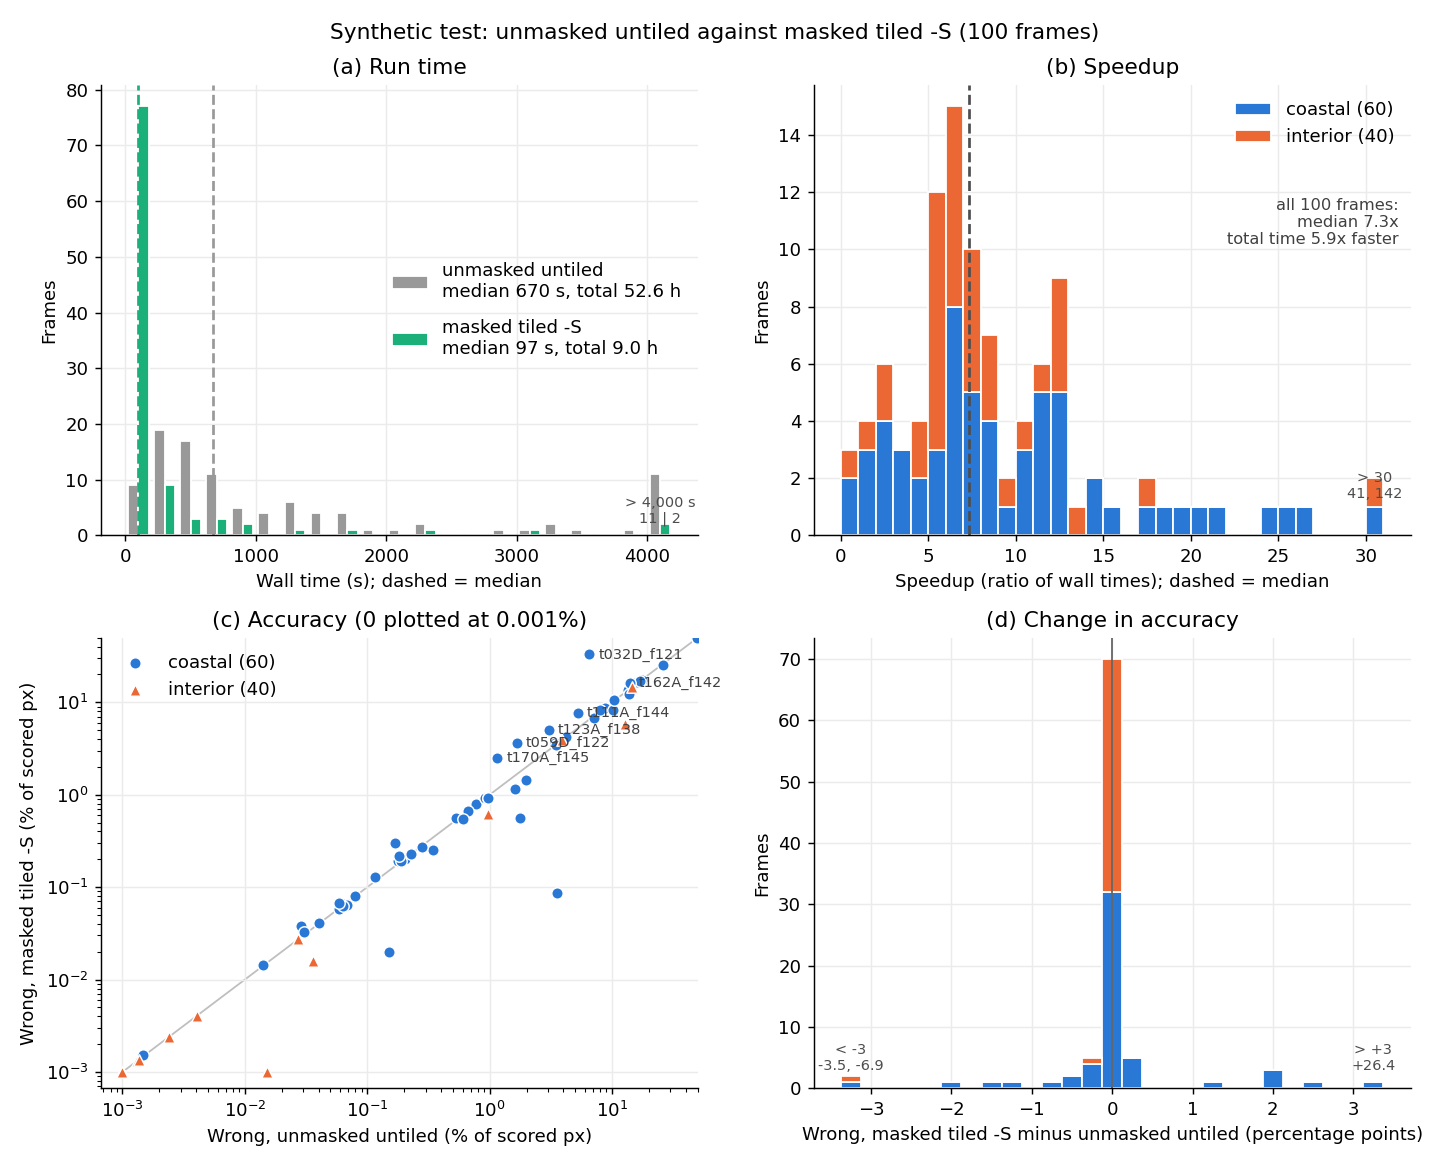 Synthetic test: unmasked untiled against masked tiled -S (100 frames)
(a) Run time
80
70
60
50
40
30
20
10
0
Frames
unmasked untiled
median 670 s, total 52.6 h
masked tiled -S
median 97 s, total 9.0 h
> 4,000 s
11 | 2
0
1000
2000
3000
4000
Wall time (s); dashed = median
(b) Speedup
14
12
10
8
6
4
2
0
Frames
coastal (60)
interior (40)
all 100 frames:
median 7.3x
total time 5.9x faster
> 30
41, 142
0
5
10
15
20
25
30
Speedup (ratio of wall times); dashed = median
(c) Accuracy (0 plotted at 0.001%)
10¹
10⁰
10⁻¹
10⁻²
10⁻³
Wrong, masked tiled -S (% of scored px)
coastal (60)
interior (40)
t032D_f121
t162A_f142
t111A_f144
t123A_f138
t059D_f122
t170A_f145
10⁻³
10⁻²
10⁻¹
10⁰
10¹
Wrong, unmasked untiled (% of scored px)
(d) Change in accuracy
70
60
50
40
30
20
10
0
Frames
< -3
-3.5, -6.9
> +3
+26.4
−3
−2
−1
0
1
2
3
Wrong, masked tiled -S minus unmasked untiled (percentage points)